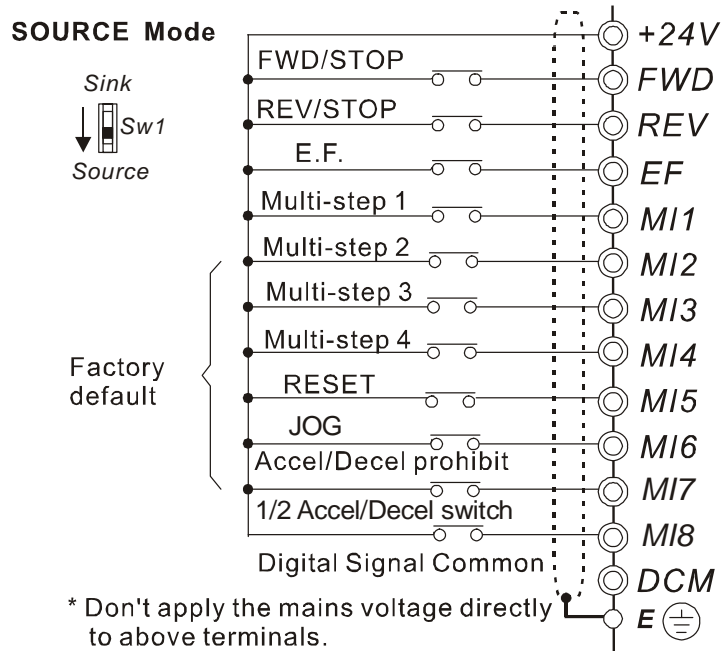 SOURCE Mode
+24V
FWD/STOP
FWD
Sink
Sw1
Source
REV/STOP
REV
E.F.
EF
Multi-step 1
MI1
Multi-step 2
MI2
Multi-step 3
MI3
Multi-step 4
MI4
Factory
default
RESET
MI5
JOG
MI6
Accel/Decel prohibit
MI7
1/2 Accel/Decel switch
MI8
Digital Signal Common
DCM
* Don't apply the mains voltage directly
to above terminals.
E